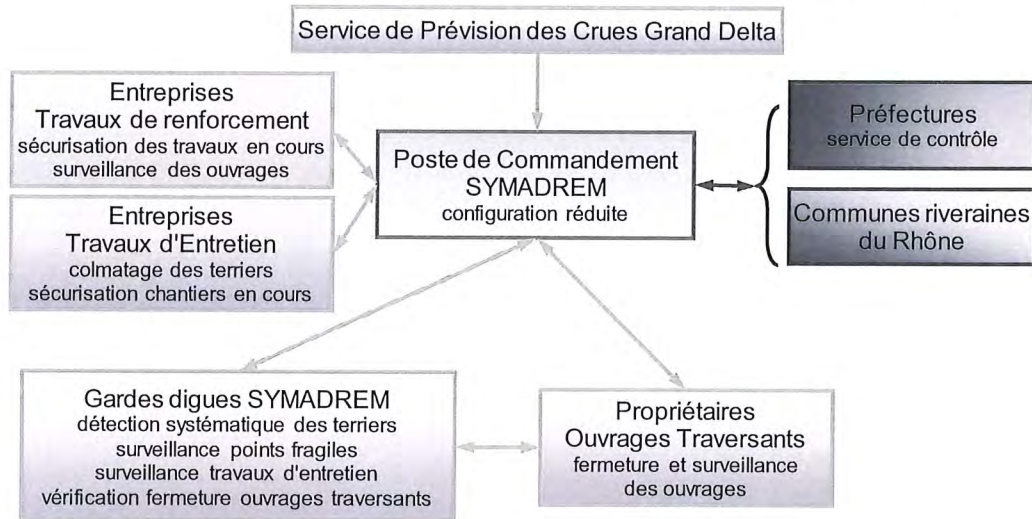 Service de Prévision des Crues Grand Delta
Entreprises
Travaux de renforcement
sécurisation des travaux en cours
surveillance des ouvrages
Poste de Commandement
SYMADREM
configuration réduite
Préfectures
service de contrôle
Communes riveraines
du Rhône
Entreprises
Travaux d'Entretien
colmatage des terriers
sécurisation chantiers en cours
Gardes digues SYMADREM
détection systématique des terriers
surveillance points fragiles
surveillance travaux d'entretien
vérification fermeture ouvrages traversants
Propriétaires
Ouvrages Traversants
fermeture et surveillance
des ouvrages